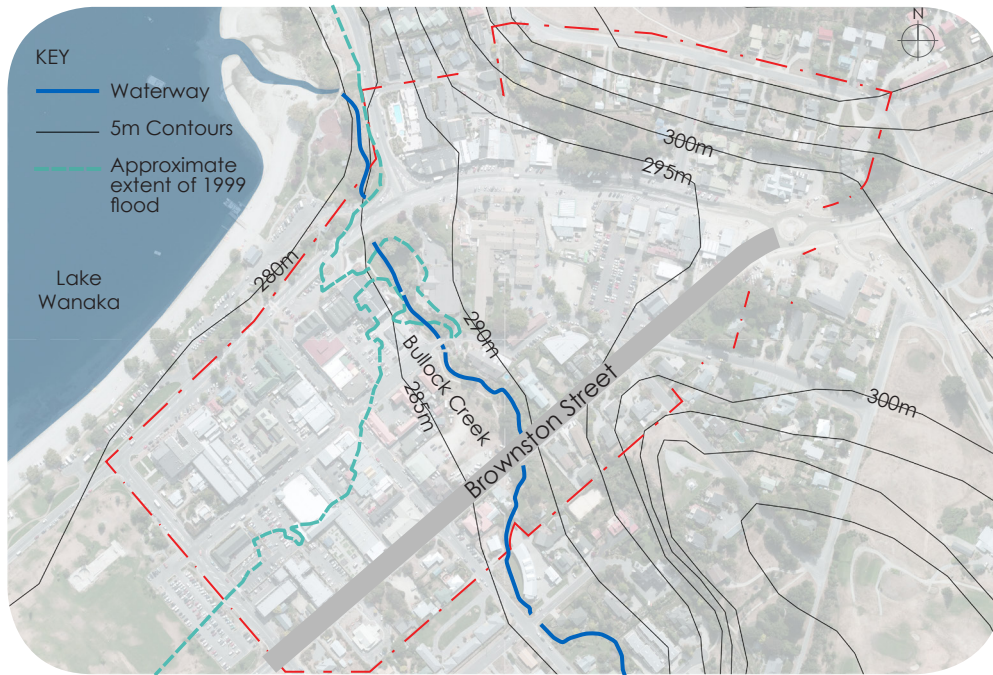 N
KEY
Waterway
5m Contours
Approximate
extent of 1999
flood
Lake
Wanaka
300m
295m
280m
290m
285m
Bullock Creek
Brownston Street
300m